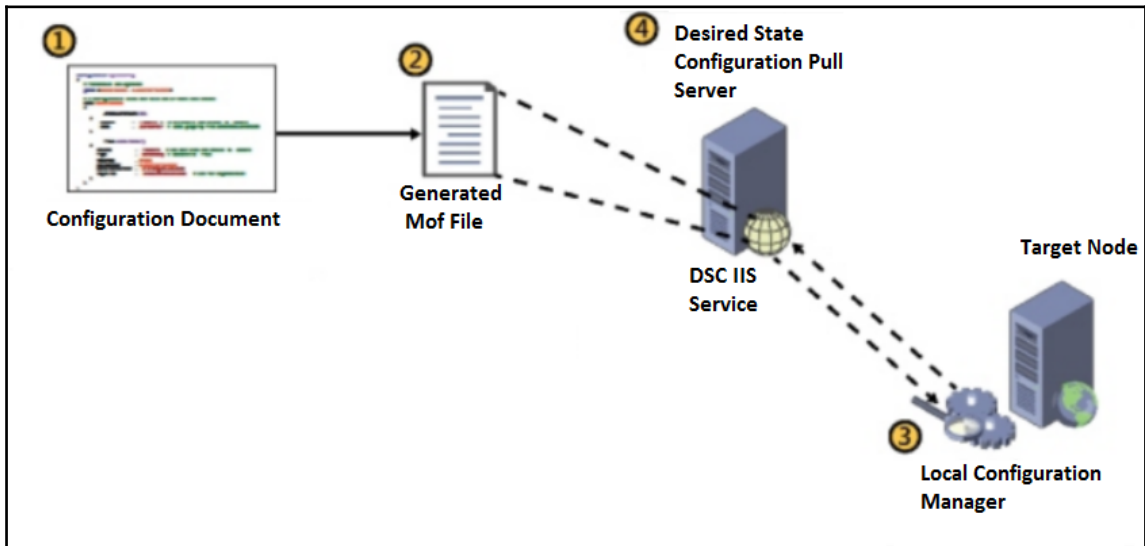 1
Configuration Document
2
Generated
Mof File
4
Desired State
Configuration Pull
Server
DSC IIS
Service
Target Node
3
Local Configuration
Manager